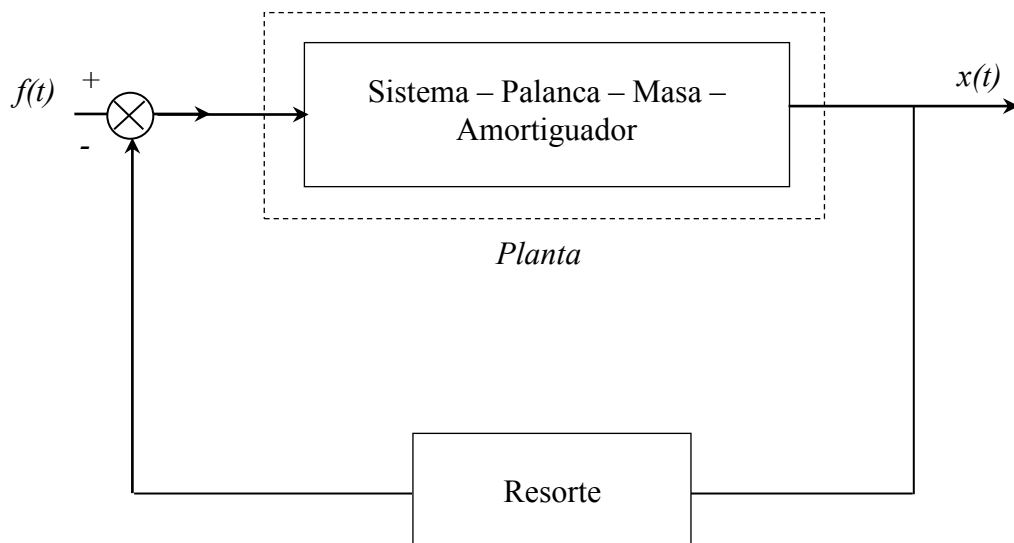 f(t)
+
-
Sistema – Palanca – Masa –
Amortiguador
x(t)
Planta
Resorte